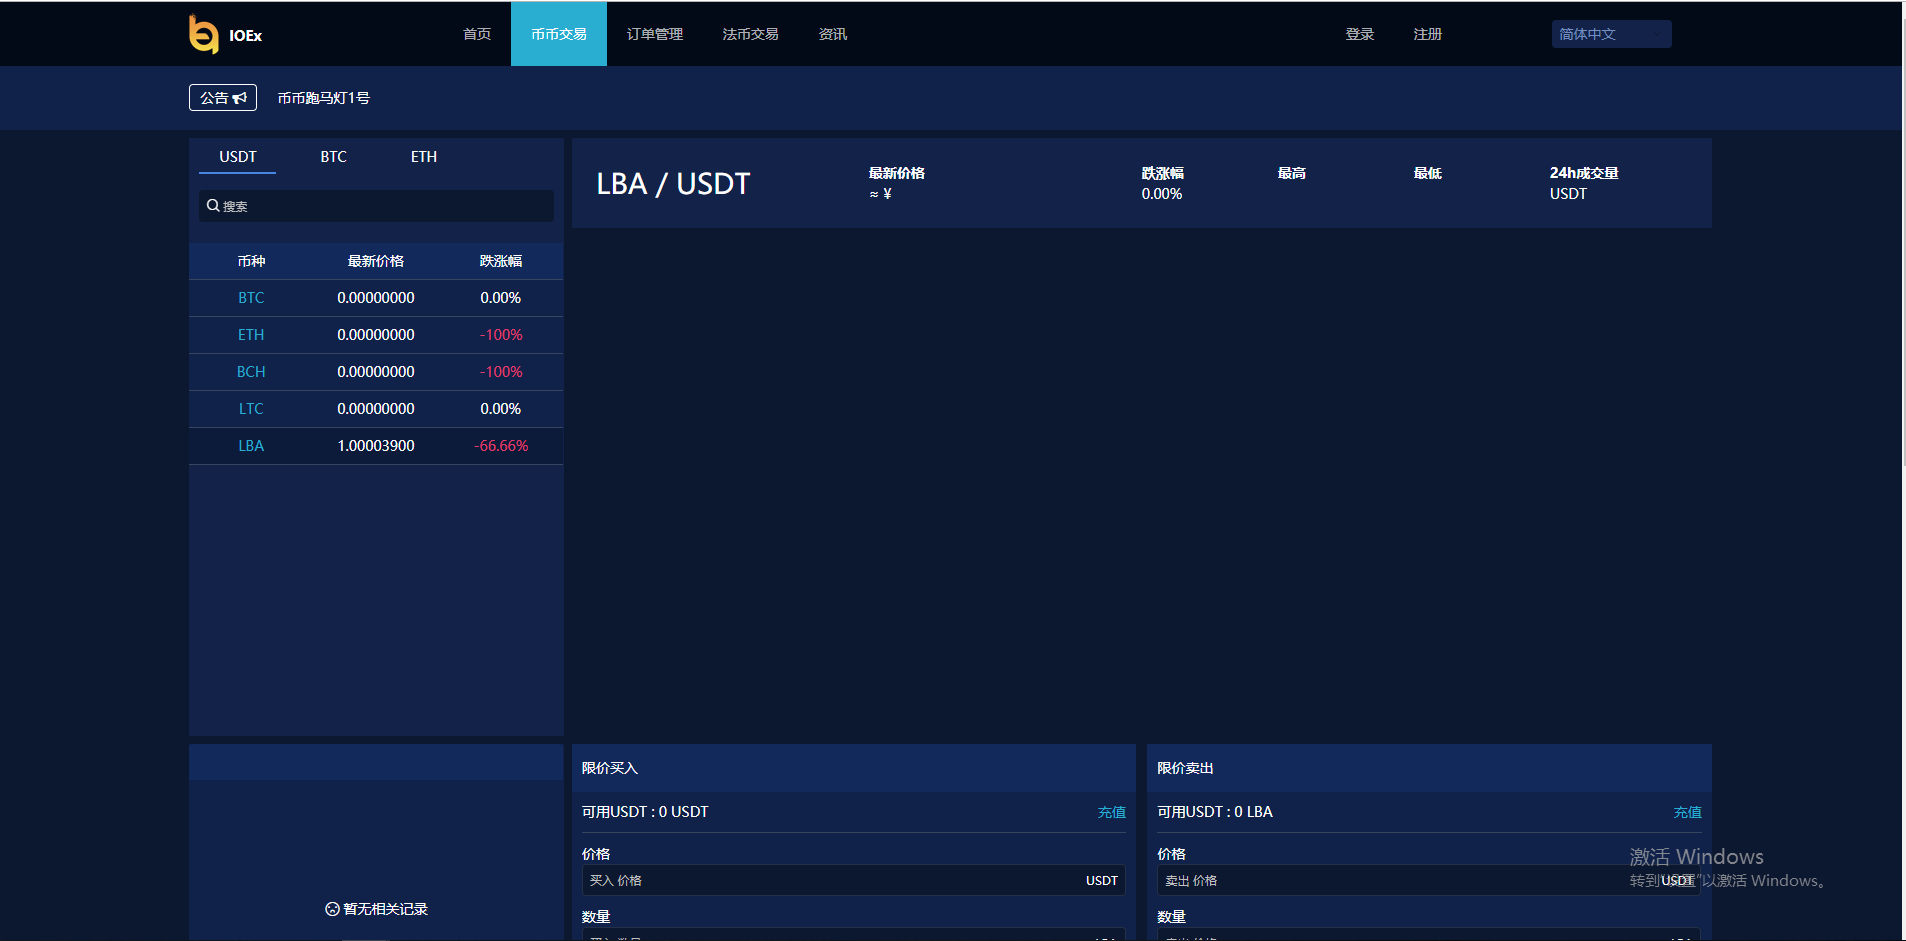 IOEx
首页 币币交易 订单管理 法币交易 资讯 登录 注册 简体中文
公告 币币跑马灯1号
USDT BTC ETH
搜索
币种 最新价格 跌涨幅
BTC 0.00000000 0.00%
ETH 0.00000000 -100%
BCH 0.00000000 -100%
LTC 0.00000000 0.00%
LBA 1.00003900 -66.66%
LBA / USDT
最新价格 跌涨幅 最高 最低 24h成交量
≈ ¥ 0.00% USDT
暂无相关记录
限价买入
可用USDT : 0 USDT 充值
价格
买入 价格 USDT
数量
限价卖出
可用USDT : 0 LBA 充值
价格
卖出 价格 USDT
数量
激活 Windows
转到"设置"以激活 Windows。